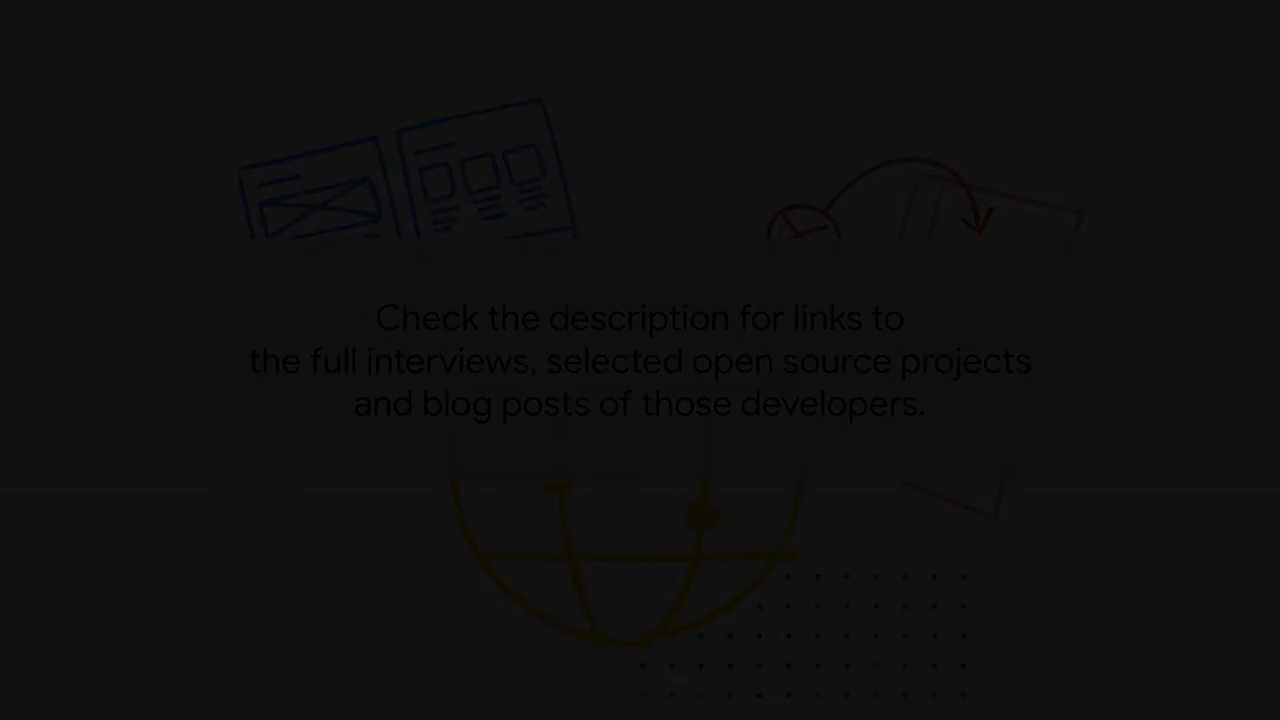 Check the description for links to
the full interviews, selected open source projects
and blog posts of those developers.